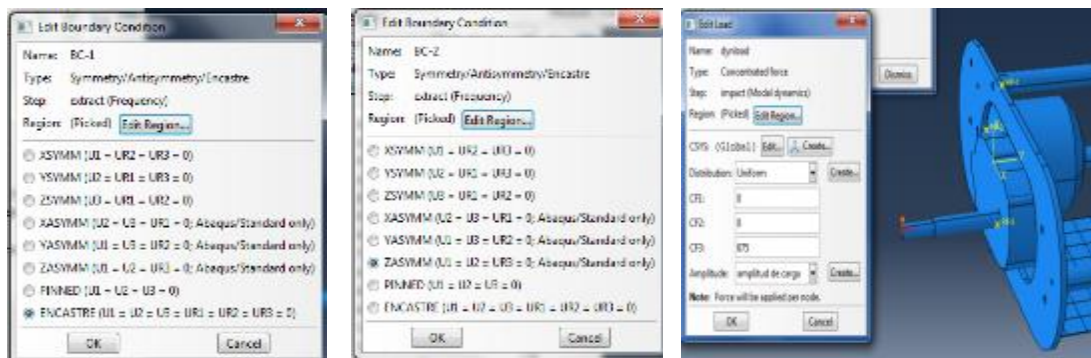 Edit Boundary Condition
Name: BC-1
Type: Symmetry/Antisymmetry/Encastre
Step: extract (Frequency)
Region: (Picked) Edit Region...
XSYMM (U1 = UR2 = UR3 = 0)
YSYMM (U2 = UR1 = UR3 = 0)
ZSYMM (U3 = UR1 = UR2 = 0)
XASYMM (U2 = U3 = UR1 = 0; Abaqus/Standard only)
YASYMM (U1 = U3 = UR2 = 0; Abaqus/Standard only)
ZASYMM (U1 = U2 = UR3 = 0; Abaqus/Standard only)
PINNED (U1 = U2 = U3 = 0)
ENCASTRE (U1 = U2 = U3 = UR1 = UR2 = UR3 = 0)
OK Cancel
Edit Boundary Condition
Name: BC-2
Type: Symmetry/Antisymmetry/Encastre
Step: extract (Frequency)
Region: (Picked) Edit Region...
XSYMM (U1 = UR2 = UR3 = 0)
YSYMM (U2 = UR1 = UR3 = 0)
ZSYMM (U3 = UR1 = UR2 = 0)
XASYMM (U2 = U3 = UR1 = 0; Abaqus/Standard only)
YASYMM (U1 = U3 = UR2 = 0; Abaqus/Standard only)
ZASYMM (U1 = U2 = UR3 = 0; Abaqus/Standard only)
PINNED (U1 = U2 = U3 = 0)
ENCASTRE (U1 = U2 = U3 = UR1 = UR2 = UR3 = 0)
OK Cancel
Edit Load
Name: dynload
Type: Concentrated force
Step: impact (Modal dynamics)
Region: (Picked) Edit Region...
CSYS: (Global) Edit... Create...
Distribution: Uniform Create...
CF1: 0
CF2: 0
CF3: 675
Amplitude: amplitud de carga Create...
Note: Force will be applied per node.
OK Cancel
Dismiss